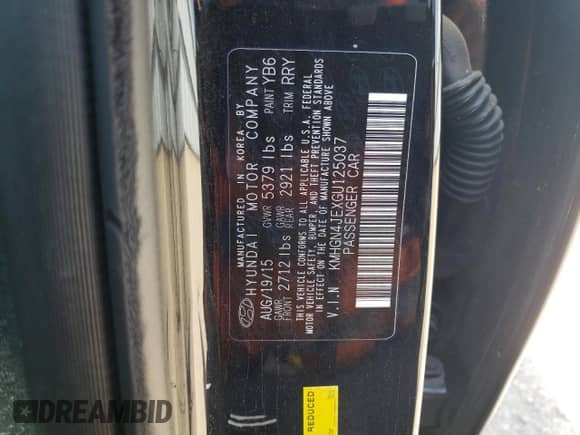 MANUFACTURED IN KOREA BY
HYUNDAI MOTOR COMPANY
AUG/19/15 GVWR 5379 lbs PAINT YB6
GAWR FRONT 2712 lbs GAWR REAR 2921 lbs TRIM RRY
THIS VEHICLE CONFORMS TO ALL APPLICABLE U.S.A. FEDERAL
MOTOR VEHICLE SAFETY, BUMPER, AND THEFT PREVENTION STANDARDS
IN EFFECT ON THE DATE OF MANUFACTURE SHOWN ABOVE
V.I.N KMHGN4JEXGU125037
PASSENGER CAR
REDUCED
DREAMBID